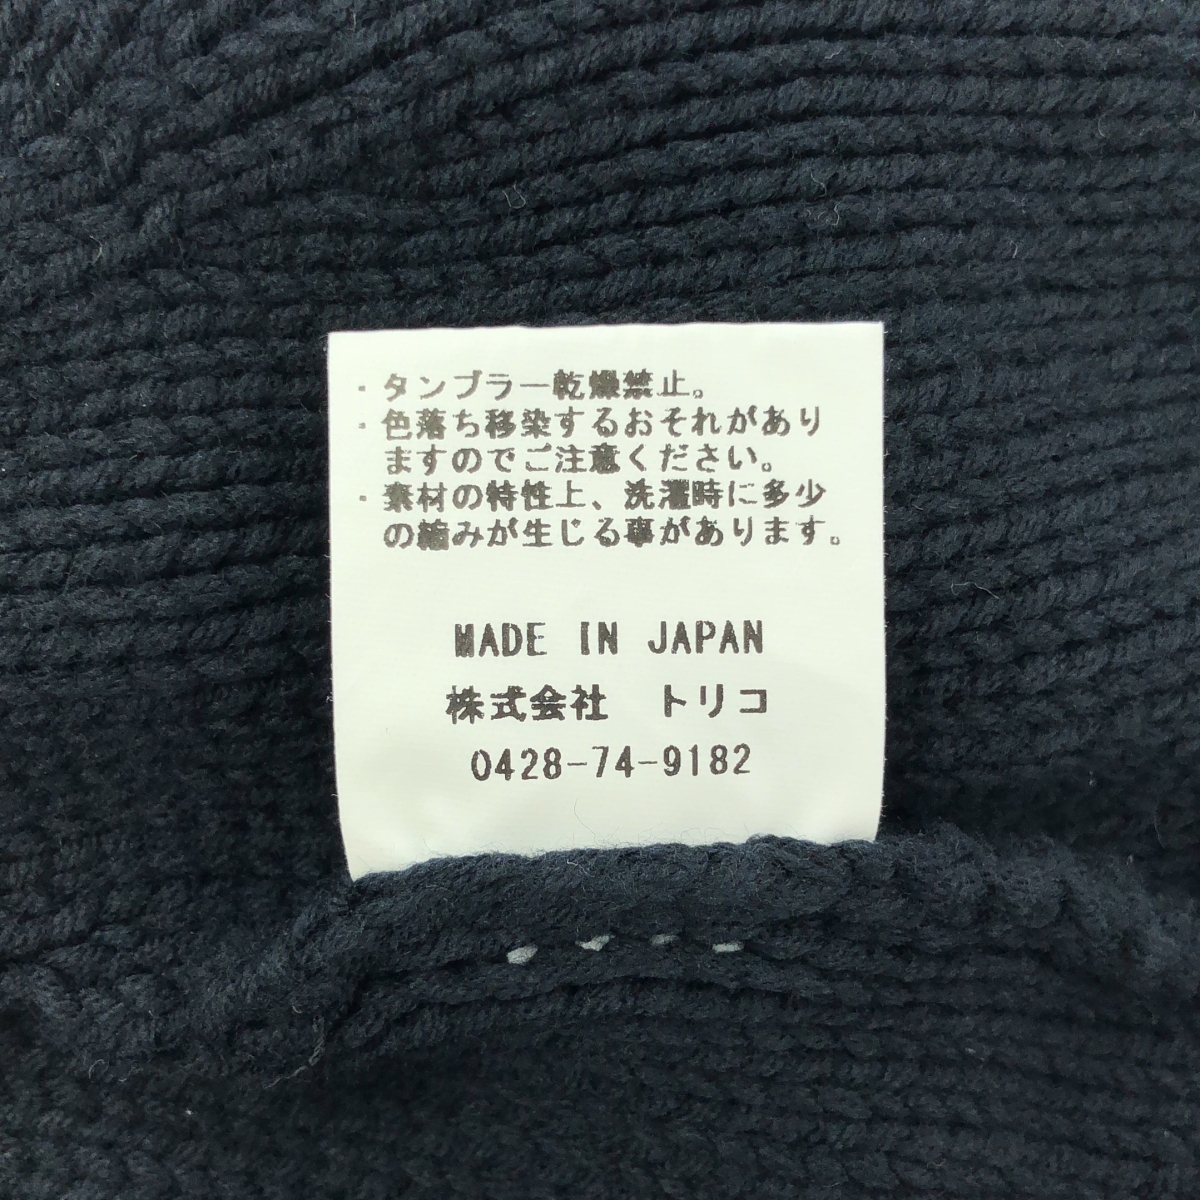 ・タンブラー乾燥禁止。
・色落ち移染するおそれがあり
ますのでご注意ください。
・素材の特性上、洗濯時に多少
の縮みが生じる事があります。
MADE IN JAPAN
株式会社 トリコ
0428-74-9182